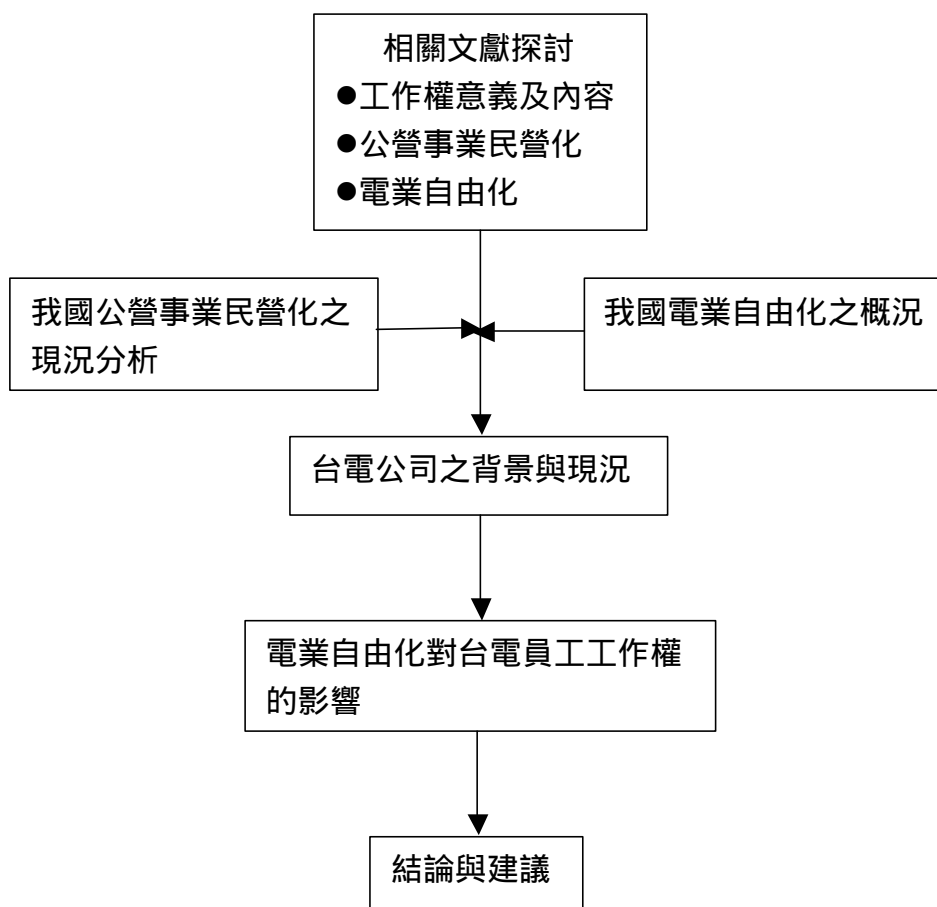 相關文獻探討
●工作權意義及內容
●公營事業民營化
●電業自由化
我國公營事業民營化之
現況分析
我國電業自由化之概況
台電公司之背景與現況
電業自由化對台電員工工作權
的影響
結論與建議